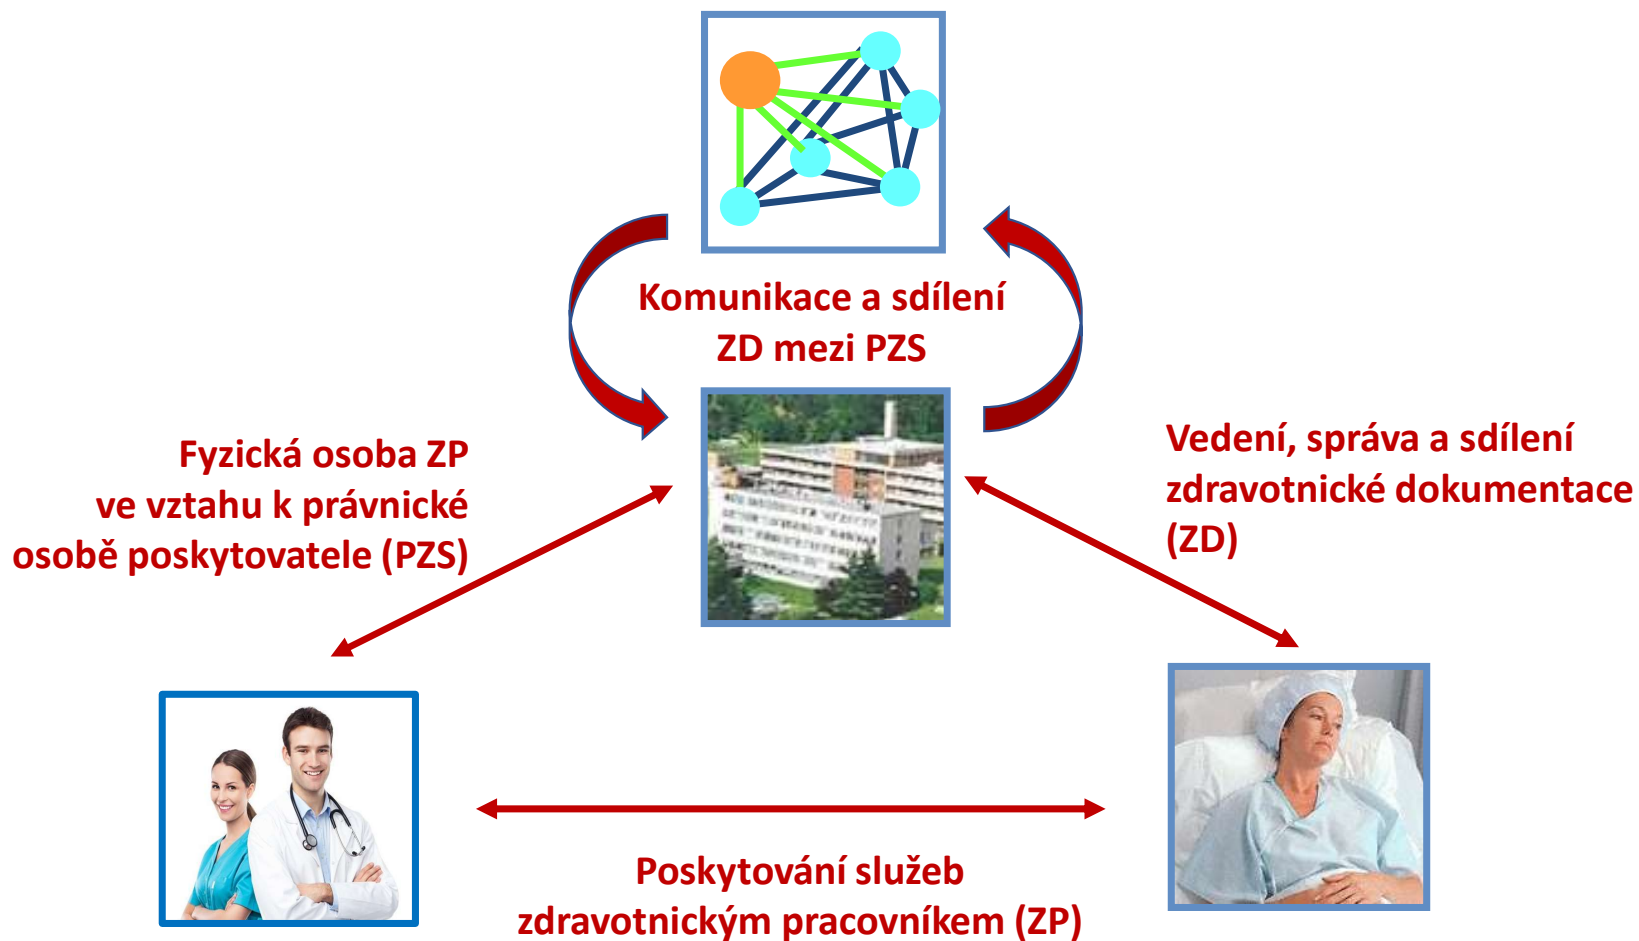 Komunikace a sdílení
ZD mezi PZS
Fyzická osoba ZP
ve vztahu k právnické
osobě poskytovatele (PZS)
Vedení, správa a sdílení
zdravotnické dokumentace
(ZD)
Poskytování služeb
zdravotnickým pracovníkem (ZP)